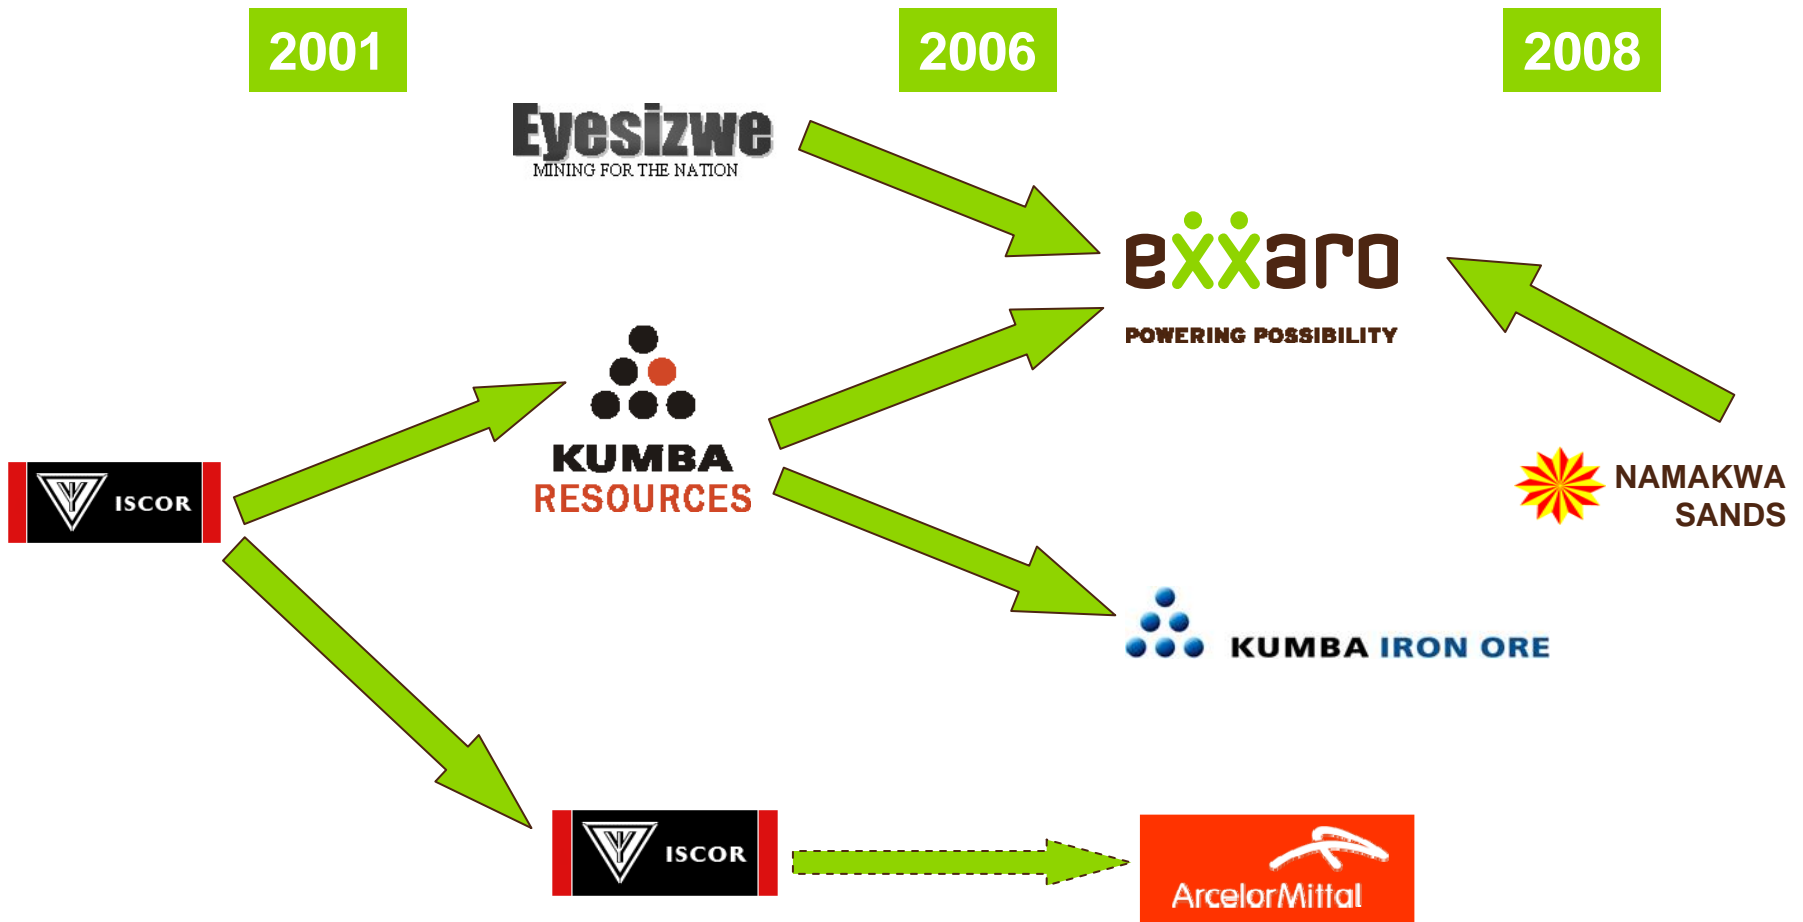 2001
2006
2008
Eyesizwe
MINING FOR THE NATION
exxaro
POWERING POSSIBILITY
KUMBA
RESOURCES
ISCOR
NAMAKWA
SANDS
KUMBA IRON ORE
ISCOR
ArcelorMittal